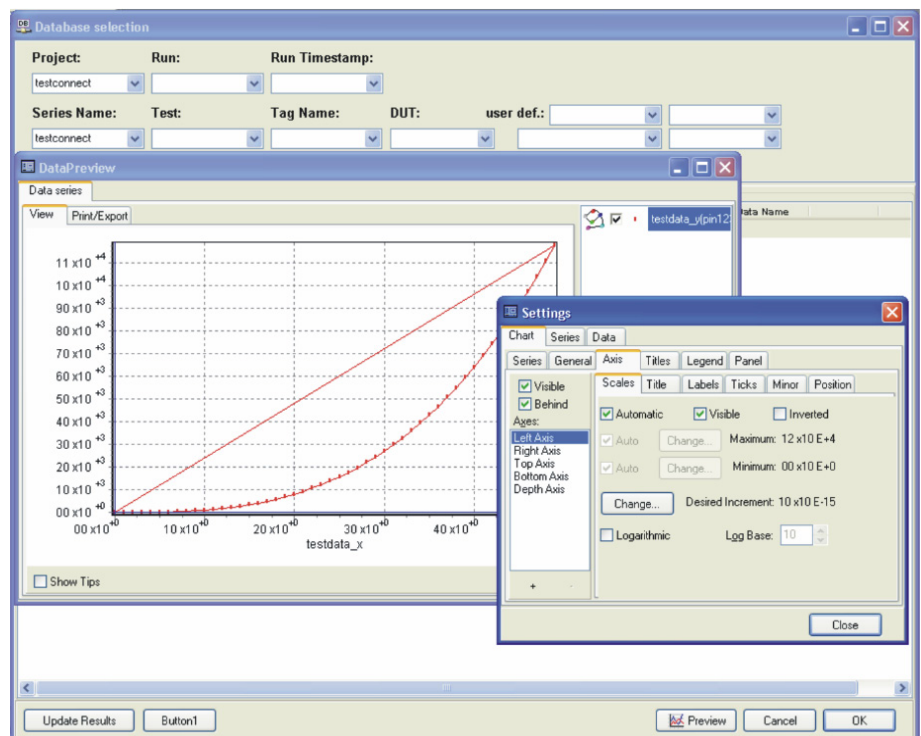 Database selection
Project: Run: Run Timestamp:
testconnect
Series Name: Test: Tag Name: DUT: user def.:
testconnect
DataPreview
Data series
View Print/Export
testdata_y(pin12
Data Name
11 x10 +4
10 x10 +4
90 x10 +3
80 x10 +3
70 x10 +3
60 x10 +3
50 x10 +3
40 x10 +3
30 x10 +3
20 x10 +3
10 x10 +3
00 x10 +0
00 x10 +0 10 x10 +0 20 x10 +0 30 x10 +0 40 x10 +0
testdata_x
Show Tips
Settings
Chart Series Data
Series General Axis Titles Legend Panel
Visible
Behind
Axes:
Left Axis
Right Axis
Top Axis
Bottom Axis
Depth Axis
+ -
Scales Title Labels Ticks Minor Position
Automatic Visible Inverted
Auto Change... Maximum: 12 x10 E+4
Auto Change... Minimum: 00 x10 E+0
Change... Desired Increment: 10 x10 E-15
Logarithmic Log Base: 10
Close
Update Results Button1 Preview Cancel OK